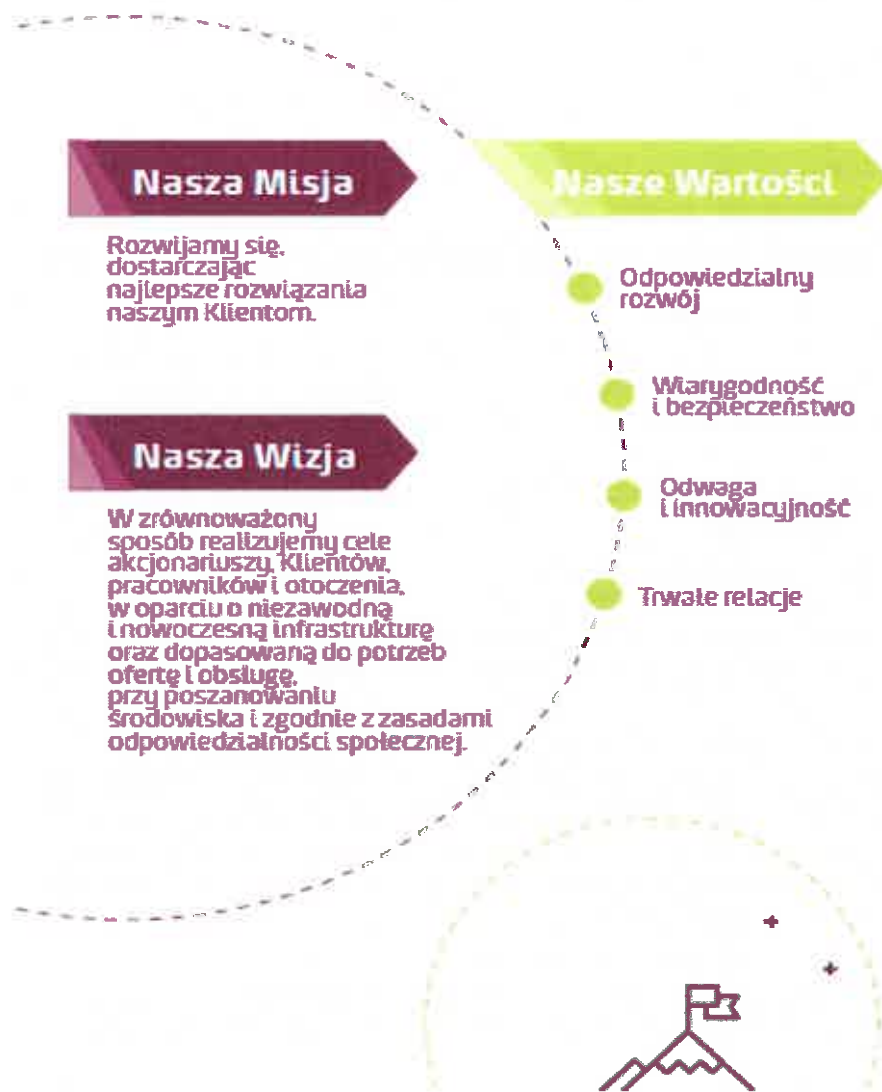 Nasza Misja
Rozwijamy się,
dostarczając
najlepsze rozwiązania
naszym Klientom.
Nasza Wizja
W zrównoważony
sposób realizujemy cele
akcjonariuszy, Klientów,
pracowników i otoczenia,
w oparciu o niezawodną
i nowoczesną infrastrukturę
oraz dopasowaną do potrzeb
ofertę i obsługę,
przy poszanowaniu
środowiska i zgodnie z zasadami
odpowiedzialności społecznej.
Nasze Wartości
Odpowiedzialny
rozwój
Wiarygodność
i bezpieczeństwo
Odwaga
i innowacyjność
Trwałe relacje